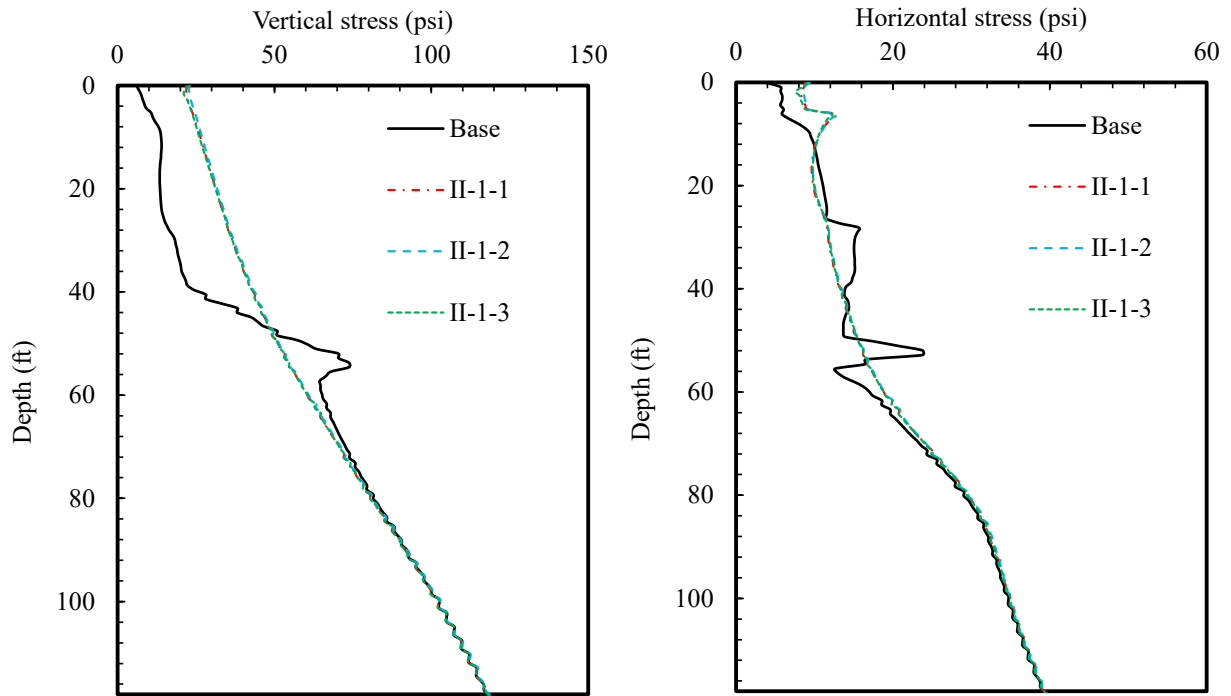 Vertical stress (psi)
0 50 100 150
0
20
40
60
80
100
Depth (ft)
Base
II-1-1
II-1-2
II-1-3
Horizontal stress (psi)
0 20 40 60
0
20
40
60
80
100
Depth (ft)
Base
II-1-1
II-1-2
II-1-3